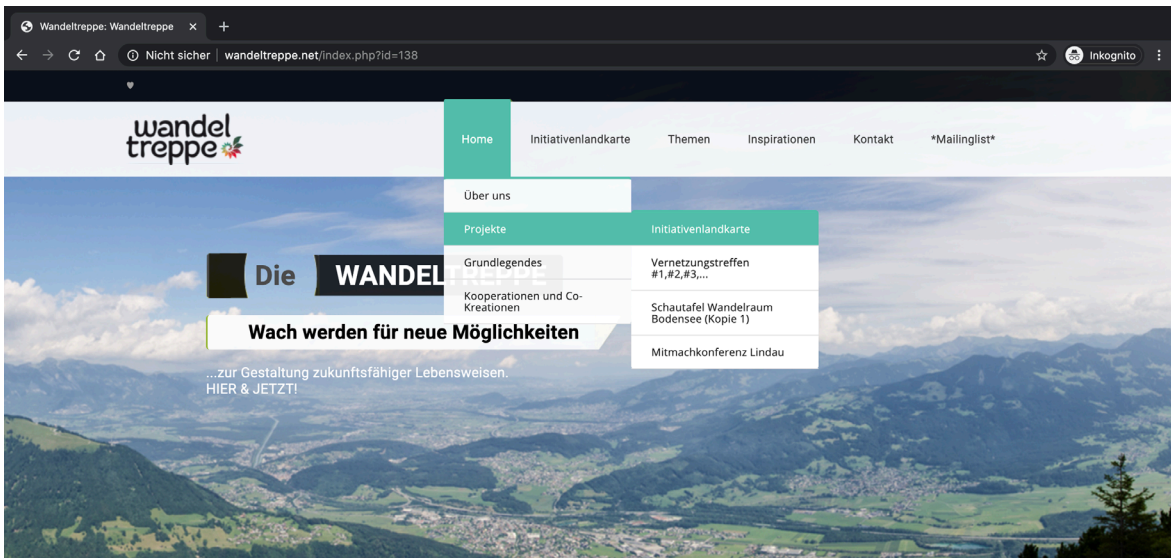 Wandeltreppe: Wandeltreppe
Nicht sicher | wandeltreppe.net/index.php?id=138
Inkognito
wandel
treppe
Home Initiativenlandkarte Themen Inspirationen Kontakt *Mailinglist*
Über uns
Projekte
Grundlegendes
Kooperationen und Co-
Kreationen
Initiativenlandkarte
Vernetzungstreffen
#1,#2,#3,...
Schautafel Wandelraum
Bodensee (Kopie 1)
Mitmachkonferenz Lindau
Die WANDELTREPPE
Wach werden für neue Möglichkeiten
...zur Gestaltung zukunftsfähiger Lebensweisen.
HIER & JETZT!